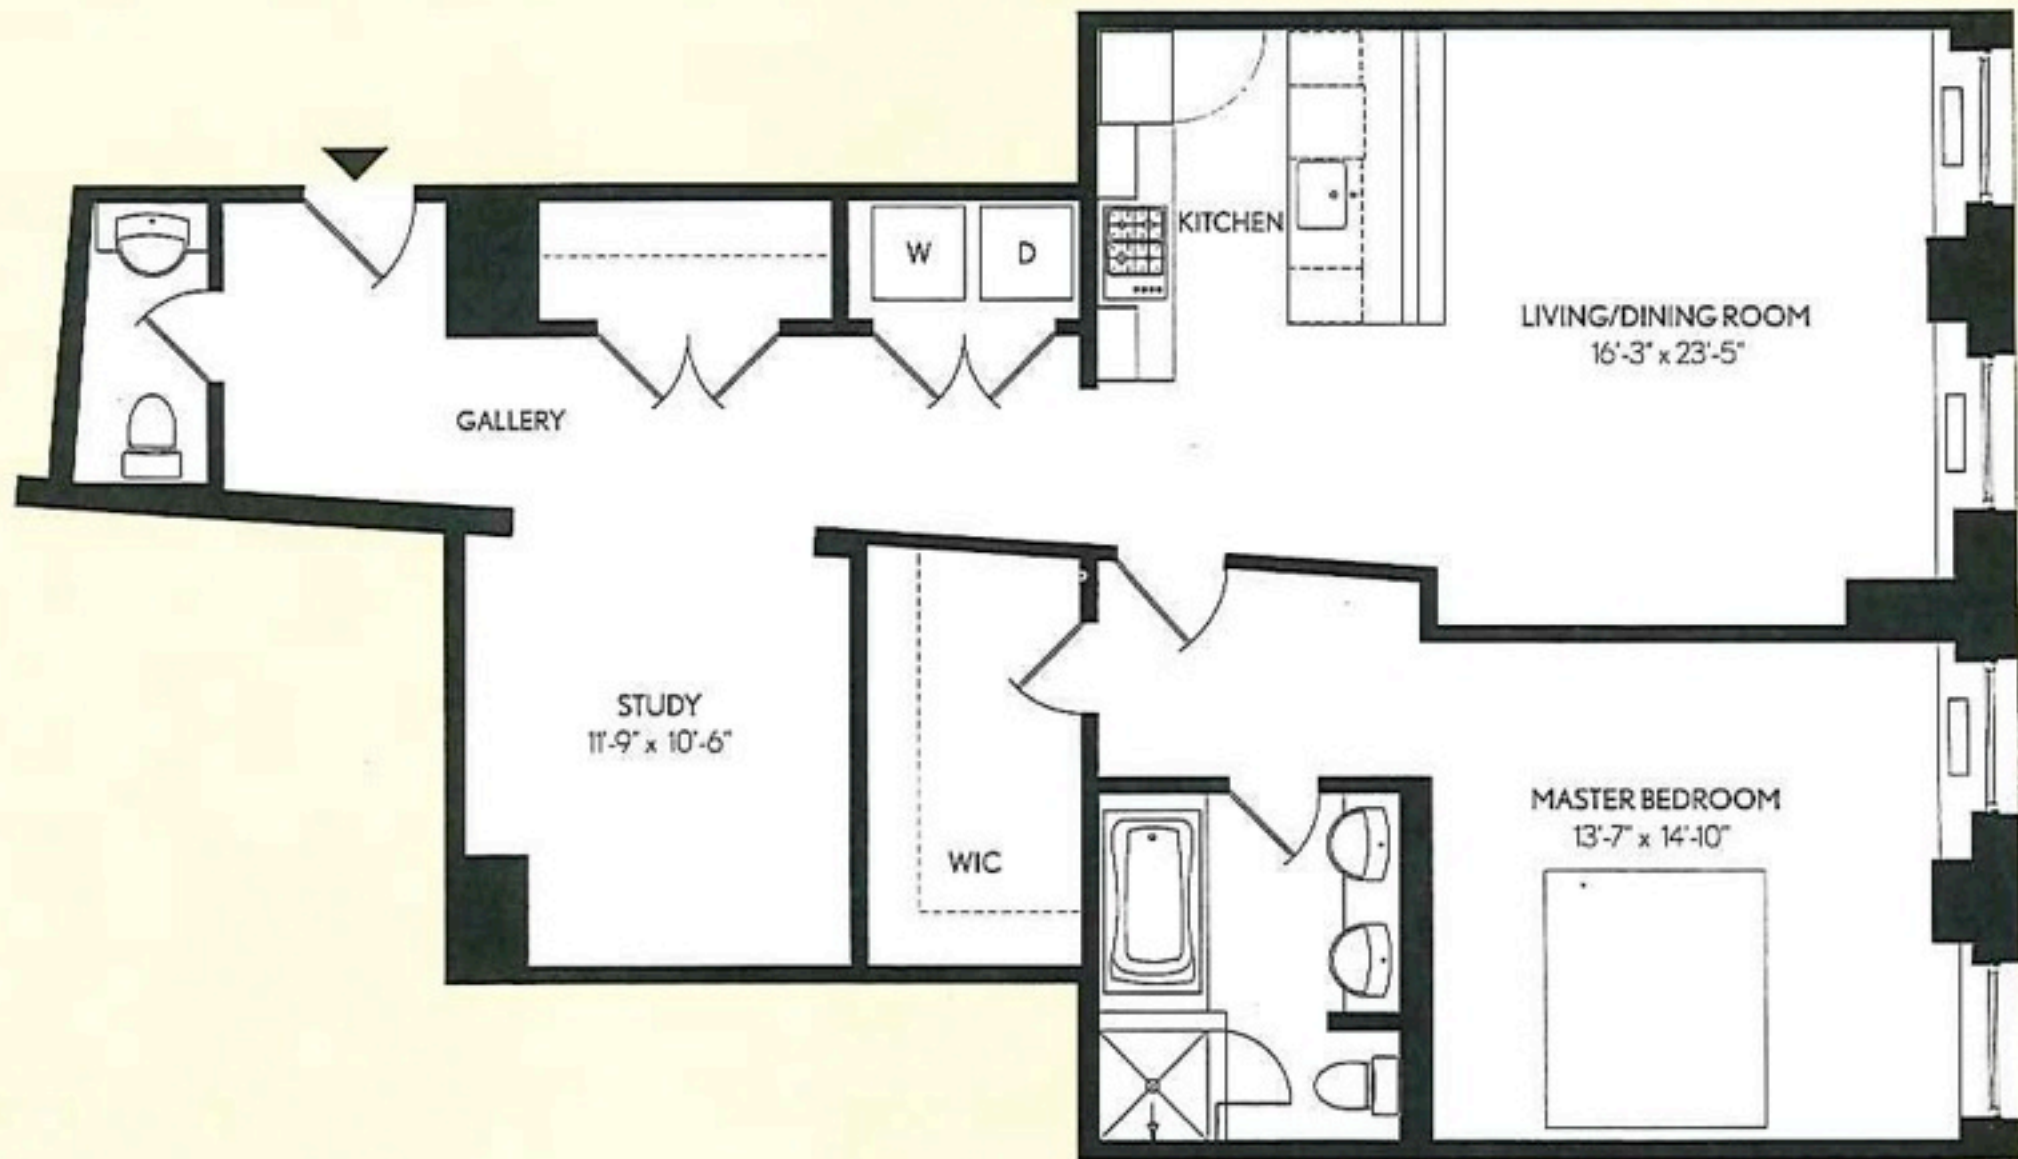 W
D
KITCHEN
LIVING/DINING ROOM
16'-3" x 23'-5"
GALLERY
STUDY
11'-9" x 10'-6"
WIC
MASTER BEDROOM
13'-7" x 14'-10"